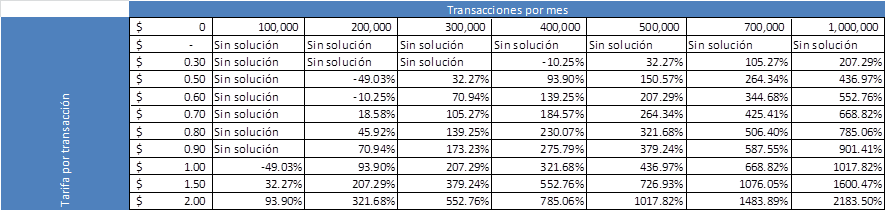 Transacciones por mes
$ 0 100,000 200,000 300,000 400,000 500,000 700,000 1,000,000
$ - Sin solución Sin solución Sin solución Sin solución Sin solución Sin solución Sin solución
$ 0.30 Sin solución Sin solución Sin solución -10.25% 32.27% 105.27% 207.29%
$ 0.50 Sin solución -49.03% 32.27% 93.90% 150.57% 264.34% 436.97%
$ 0.60 Sin solución -10.25% 70.94% 139.25% 207.29% 344.68% 552.76%
$ 0.70 Sin solución 18.58% 105.27% 184.57% 264.34% 425.41% 668.82%
$ 0.80 Sin solución 45.92% 139.25% 230.07% 321.68% 506.40% 785.06%
$ 0.90 Sin solución 70.94% 173.23% 275.79% 379.24% 587.55% 901.41%
$ 1.00 -49.03% 93.90% 207.29% 321.68% 436.97% 668.82% 1017.82%
$ 1.50 32.27% 207.29% 379.24% 552.76% 726.93% 1076.05% 1600.47%
$ 2.00 93.90% 321.68% 552.76% 785.06% 1017.82% 1483.89% 2183.50%
Tarifa por transacción